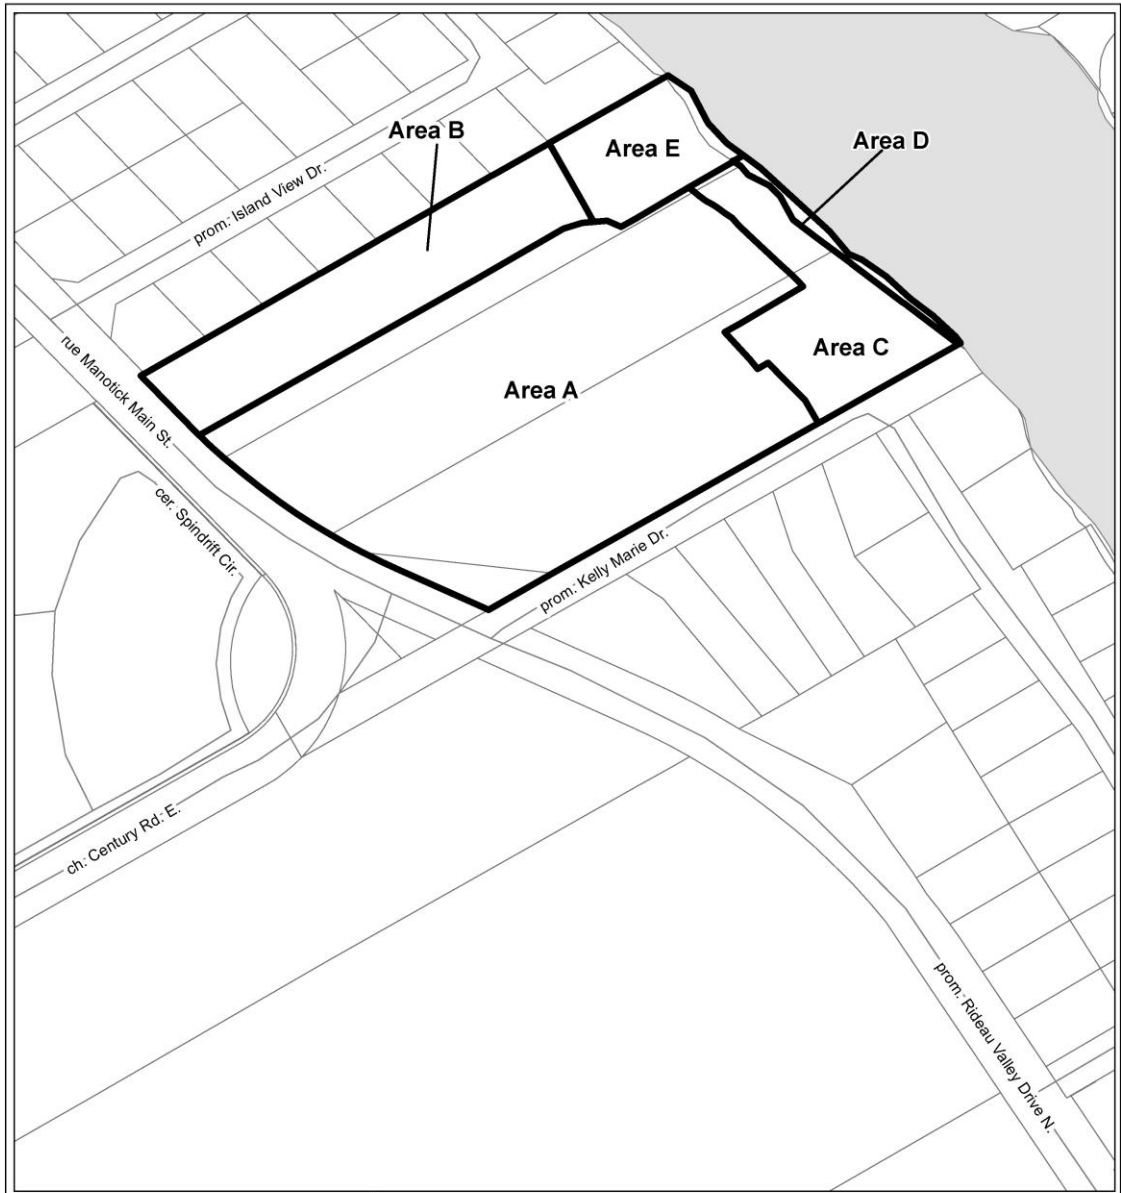 Area B
Area E
Area D
prom: Island View Dr.
rue Manotick Main St.
Area C
Area A
cer. Spindrift Cir.
prom: Kelly Marie Dr.
ch: Century Rd: E.
prom: Rideau Valley Drive N.